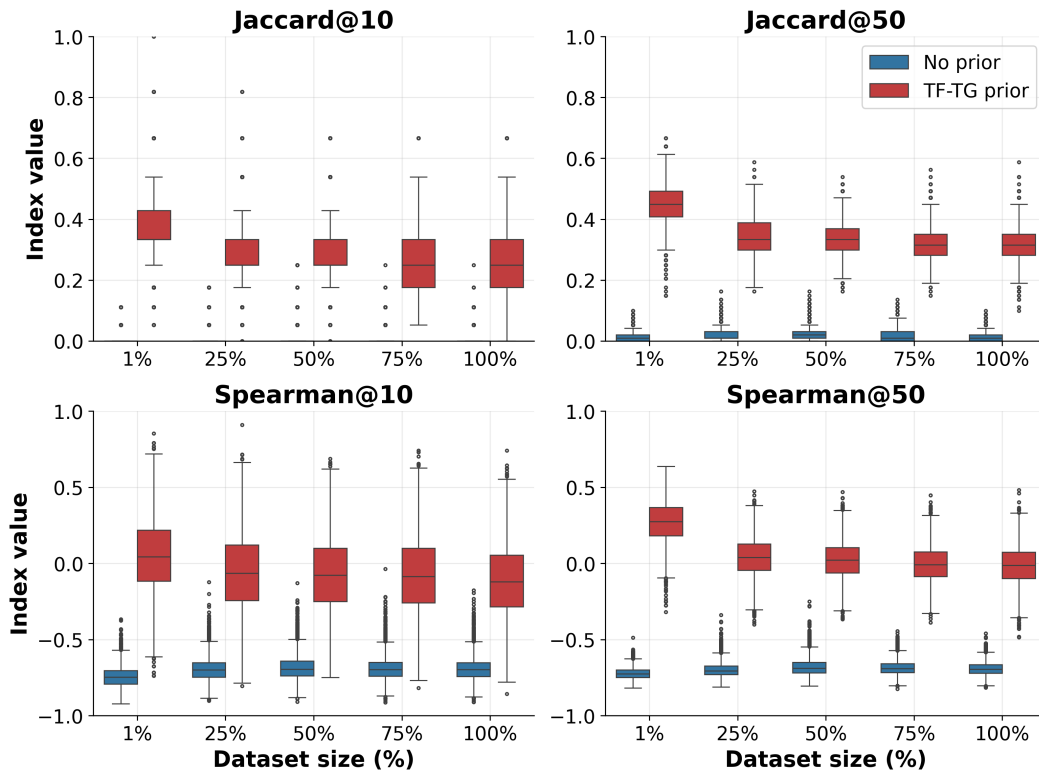 Jaccard@10
Jaccard@50
1.0
0.8
0.6
0.4
0.2
0.0
Index value
1% 25% 50% 75% 100%
1.0
0.8
0.6
0.4
0.2
0.0
No prior
TF-TG prior
1% 25% 50% 75% 100%
Spearman@10
Spearman@50
1.0
0.5
0.0
−0.5
−1.0
Index value
1% 25% 50% 75% 100%
Dataset size (%)
1.0
0.5
0.0
−0.5
−1.0
1% 25% 50% 75% 100%
Dataset size (%)